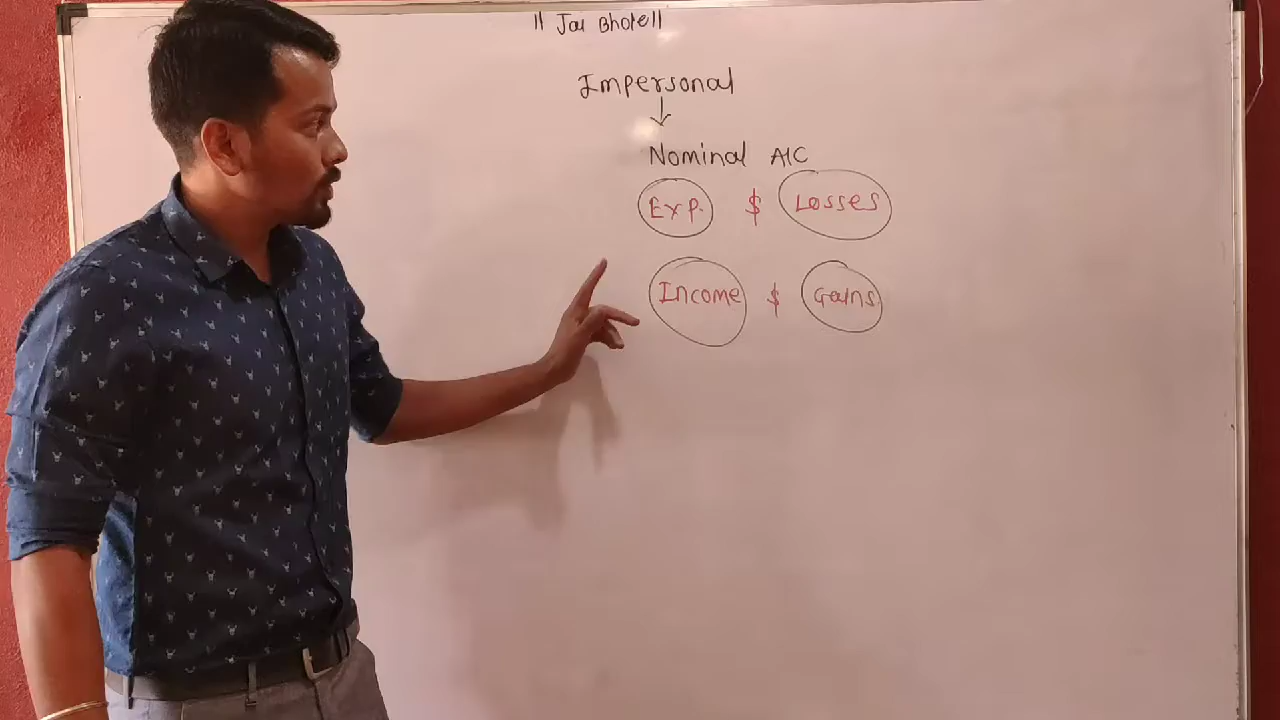 || Jai Bhole ||
Impersonal
↓
Nominal A/C
Exp. $ Losses
Income $ Gains